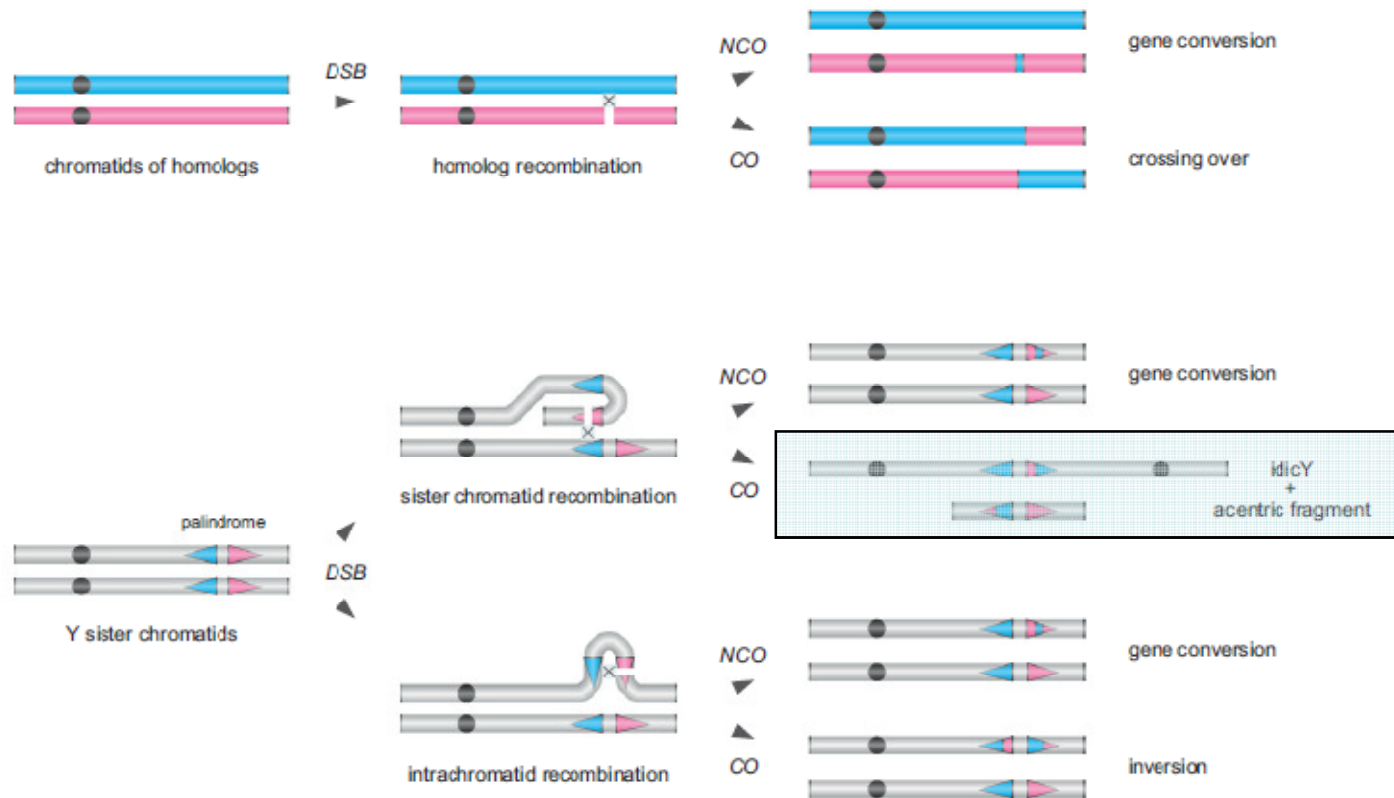 NCO
gene conversion
DSB
chromatids of homologs
homolog recombination
CO
crossing over
NCO
gene conversion
sister chromatid recombination
CO
idicY
+
acentric fragment
palindrome
DSB
Y sister chromatids
NCO
gene conversion
intrachromatid recombination
CO
inversion